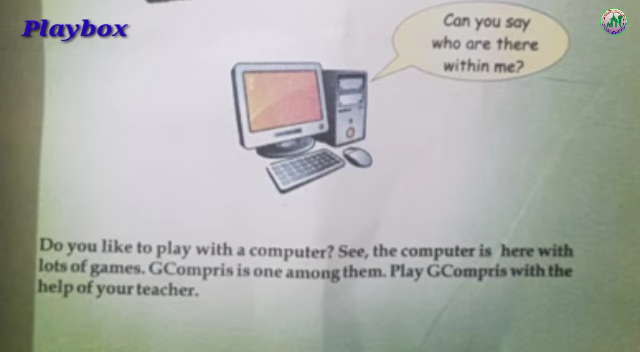 Playbox
Can you say
who are there
within me?
Do you like to play with a computer? See, the computer is here with
lots of games. GCompris is one among them. Play GCompris with the
help of your teacher.